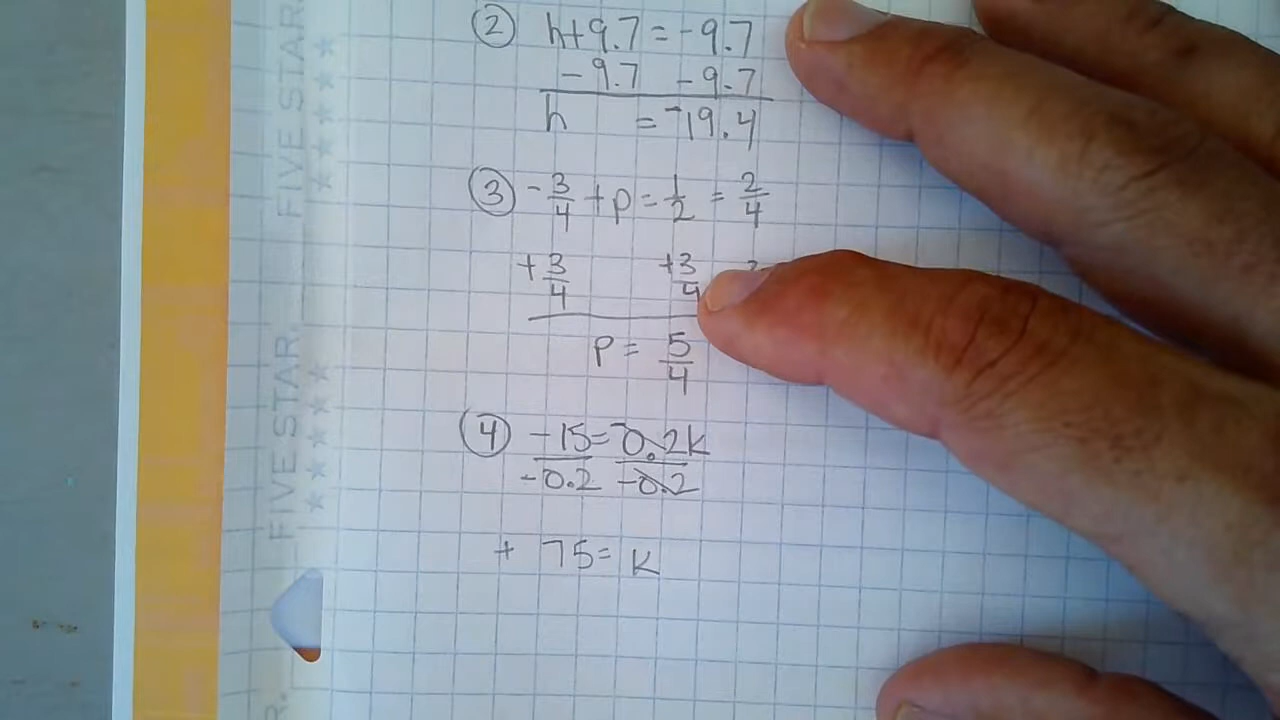 ② h+9.7=-9.7
-9.7 -9.7
h =-19.4
③ -3/4 +p=1/2 = 2/4
+3/4 +3/4
p= 5/4
④ -15=-0.2k
-0.2 -0.2
+ 75=k
FIVE STAR.
FIVE STAR.
R.